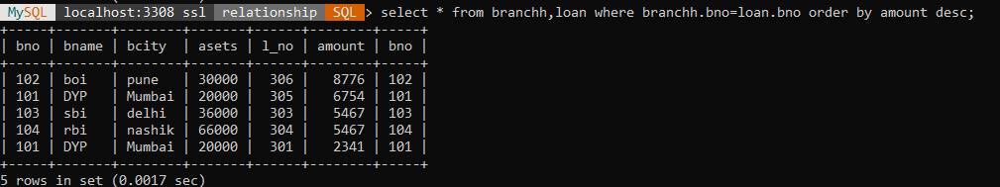 MySQL localhost:3308 ssl relationship SQL > select * from branchh,loan where branchh.bno=loan.bno order by amount desc;
+-----+-------+--------+--------+------+--------+-----+
| bno | bname | bcity  | asets | l_no | amount | bno |
+-----+-------+--------+-------+------+--------+-----+
| 102 | boi   | pune   | 30000 |  306 |   8776 | 102 |
| 101 | DYP   | Mumbai | 20000 |  305 |   6754 | 101 |
| 103 | sbi   | delhi  | 36000 |  303 |   5467 | 103 |
| 104 | rbi   | nashik | 66000 |  304 |   5467 | 104 |
| 101 | DYP   | Mumbai | 20000 |  301 |   2341 | 101 |
+-----+-------+--------+-------+------+--------+-----+
5 rows in set (0.0017 sec)